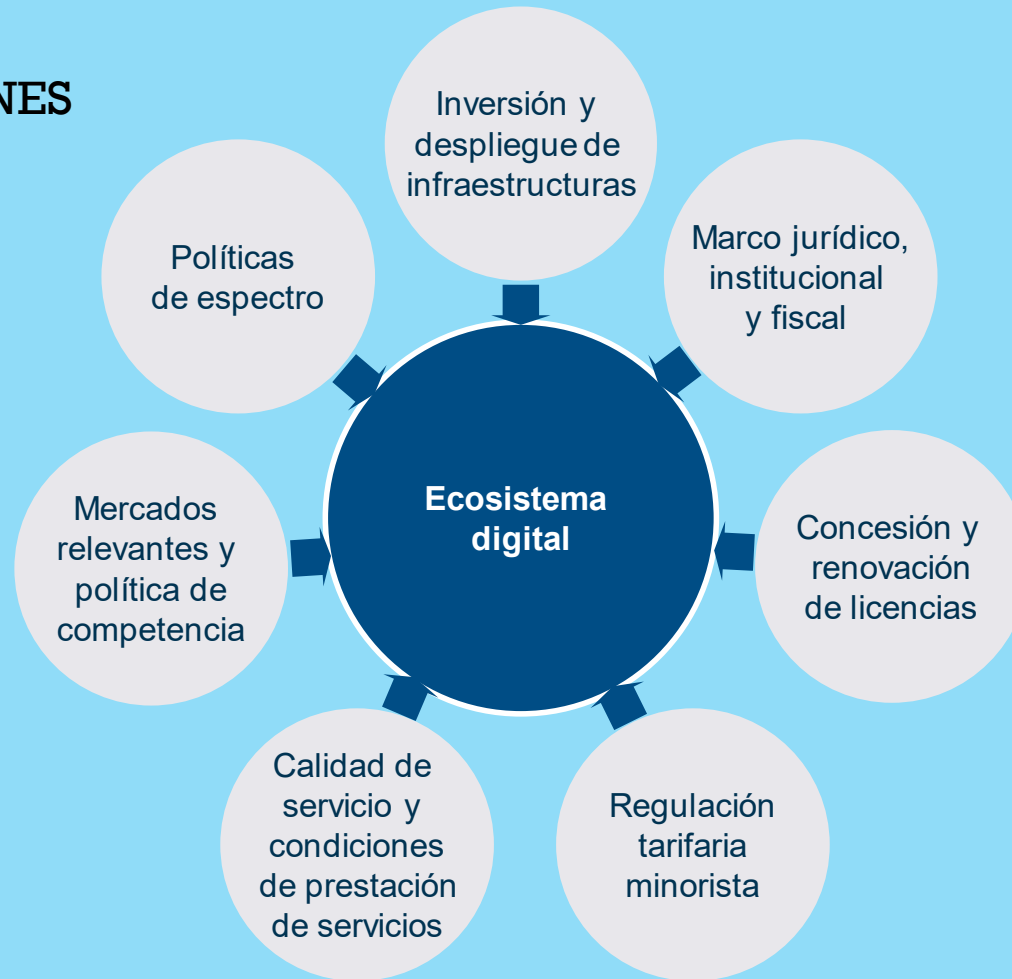 NES
Inversión y
despliegue de
infraestructuras
Marco jurídico,
institucional
y fiscal
Concesión y
renovación
de licencias
Regulación
tarifaria
minorista
Calidad de
servicio y
condiciones
de prestación
de servicios
Mercados
relevantes y
política de
competencia
Políticas
de espectro
Ecosistema
digital